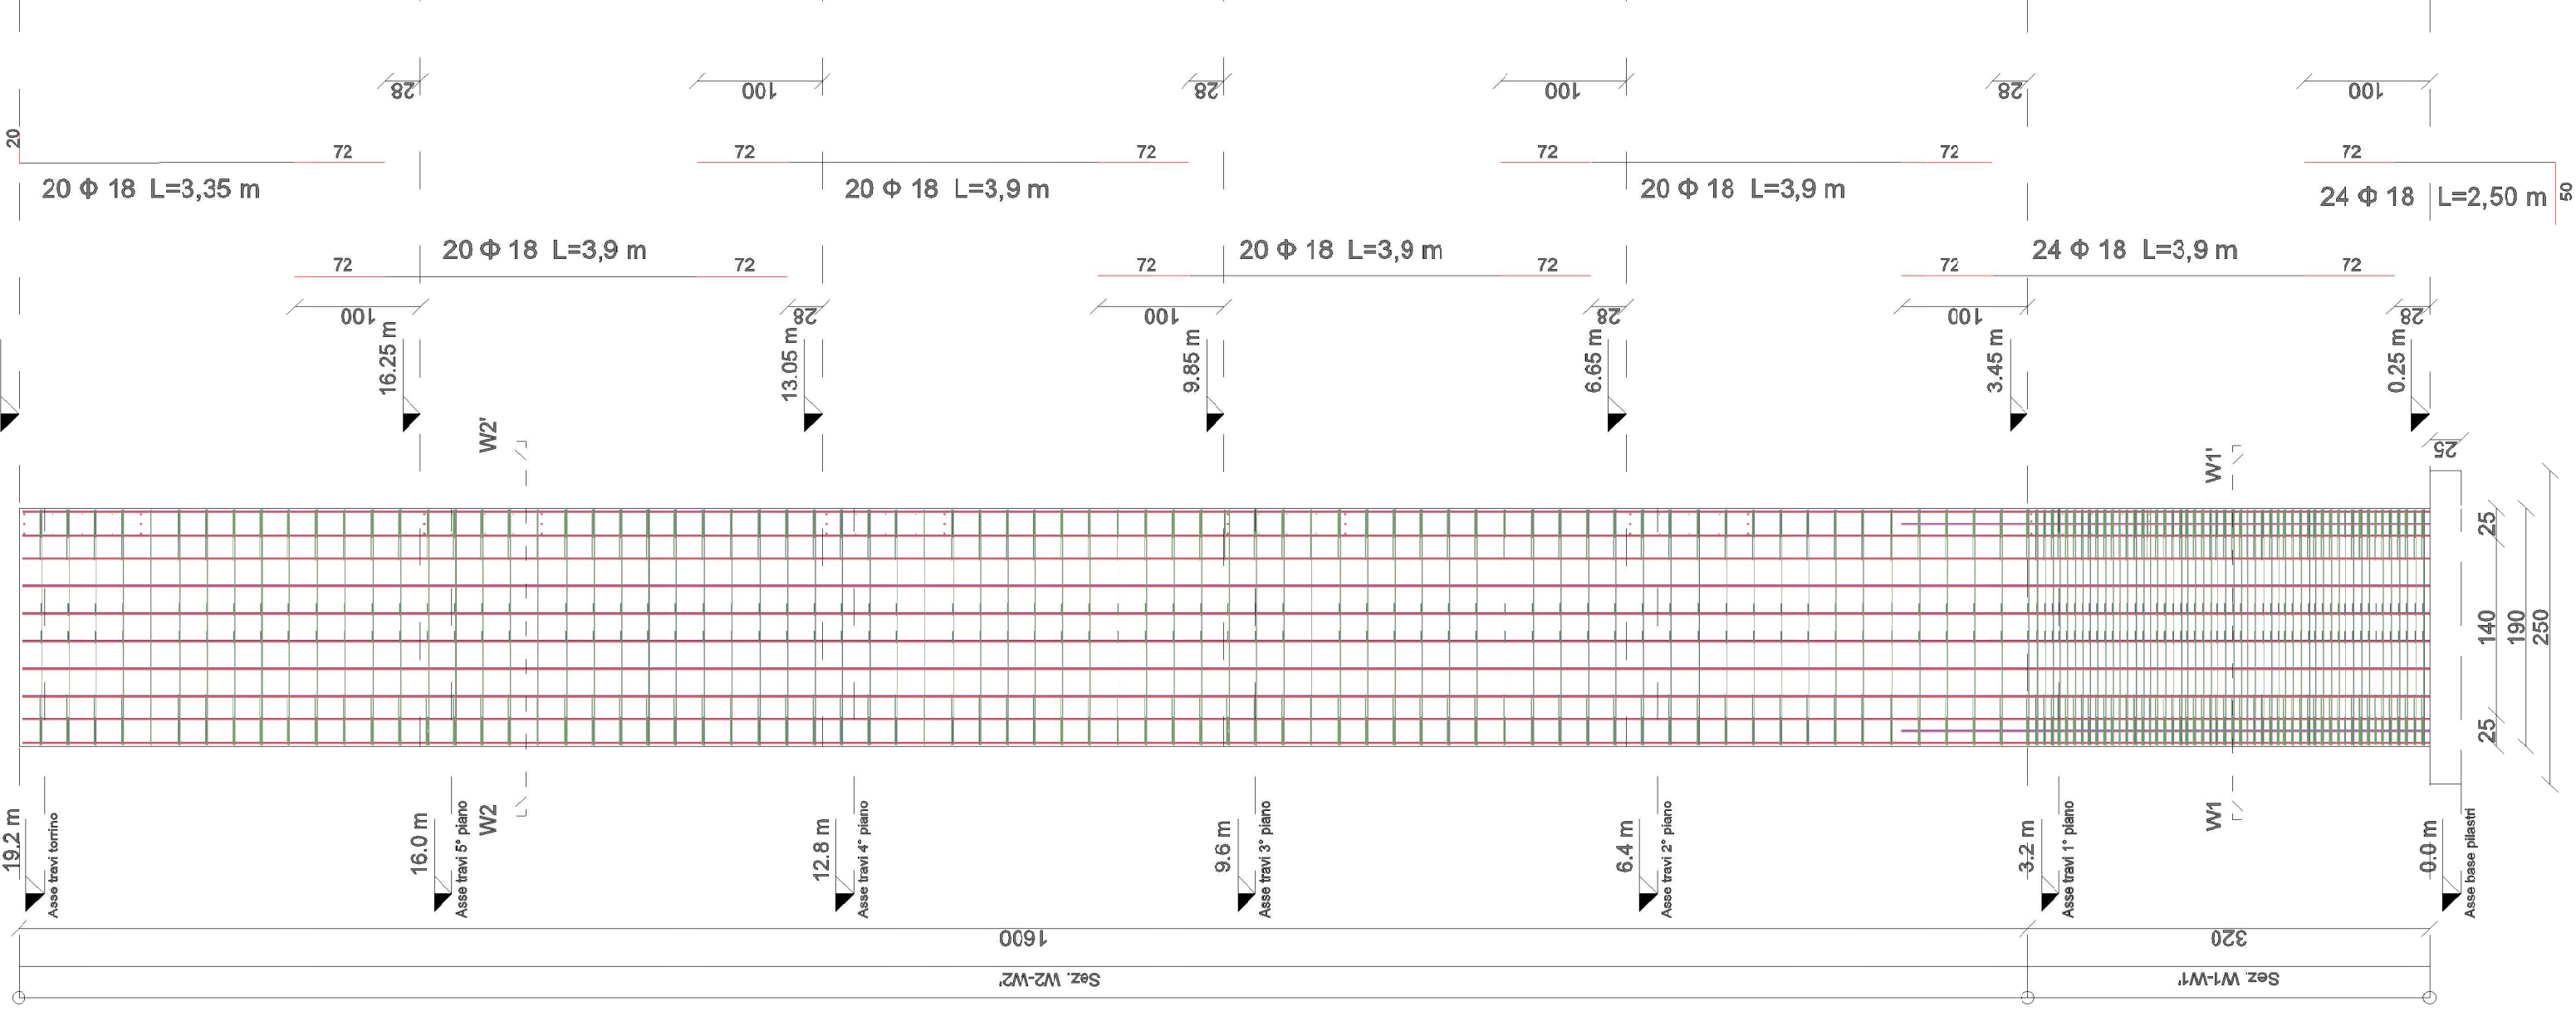 28
100
28
100
28
100
20
72
72
72
72
72
72
20 Φ 18 L=3,35 m
20 Φ 18 L=3,9 m
20 Φ 18 L=3,9 m
24 Φ 18 L=2,50 m
50
20 Φ 18 L=3,9 m
20 Φ 18 L=3,9 m
24 Φ 18 L=3,9 m
72
72
72
72
72
72
100
28
100
28
100
28
16.25 m
13.05 m
9.85 m
6.65 m
3.45 m
0.25 m
W2'
W1'
25
25
140
190
250
25
W2
W1
19.2 m
Asse travi torrino
16.0 m
Asse travi 5° piano
12.8 m
Asse travi 4° piano
9.6 m
Asse travi 3° piano
6.4 m
Asse travi 2° piano
3.2 m
Asse travi 1° piano
0.0 m
Asse base pilastri
1600
320
Sez. W2-W2'
Sez. W1-W1'